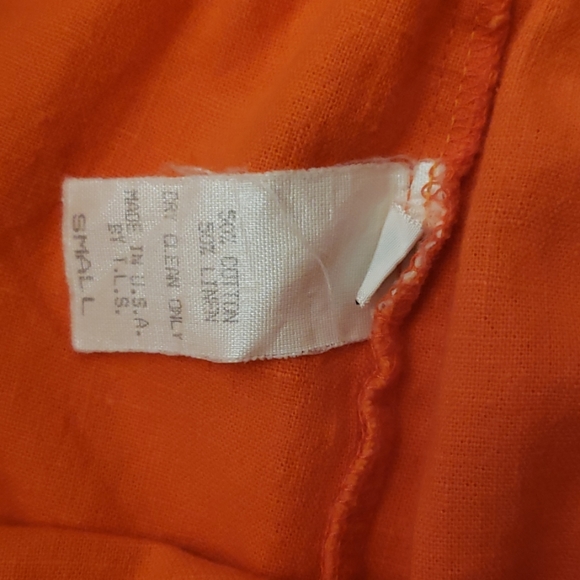 50% COTTON
50% LINEN
DRY CLEAN ONLY
MADE IN U.S.A.
BY T.L.S.
SMALL